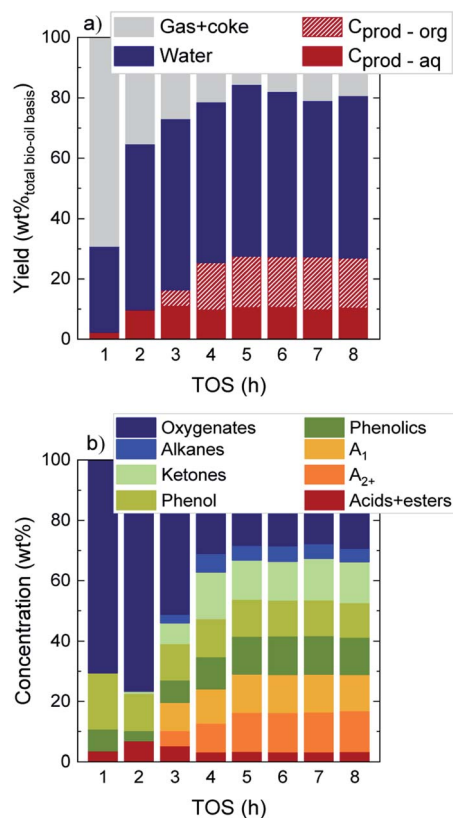 a)
Gas+coke
Cprod - org
Water
Cprod - aq
100
80
60
40
20
0
Yield (wt%total bio-oil basis)
1 2 3 4 5 6 7 8
TOS (h)
b)
Oxygenates
Phenolics
Alkanes
A1
Ketones
A2+
Phenol
Acids+esters
100
80
60
40
20
0
Concentration (wt%)
1 2 3 4 5 6 7 8
TOS (h)